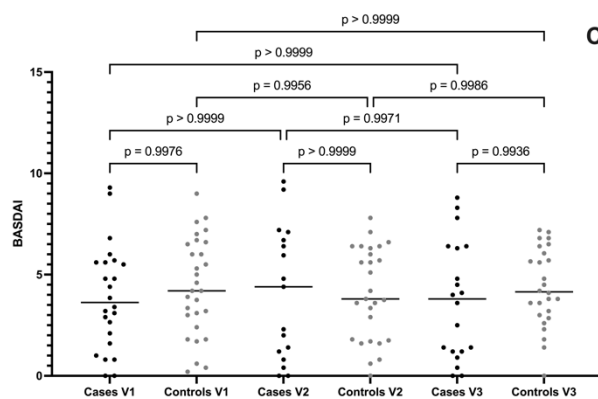 p > 0.9999
C
p > 0.9999
15
p = 0.9956
p = 0.9986
p > 0.9999
p = 0.9971
p = 0.9976
p > 0.9999
p = 0.9936
10
BASDAI
5
0
Cases V1 Controls V1 Cases V2 Controls V2 Cases V3 Controls V3